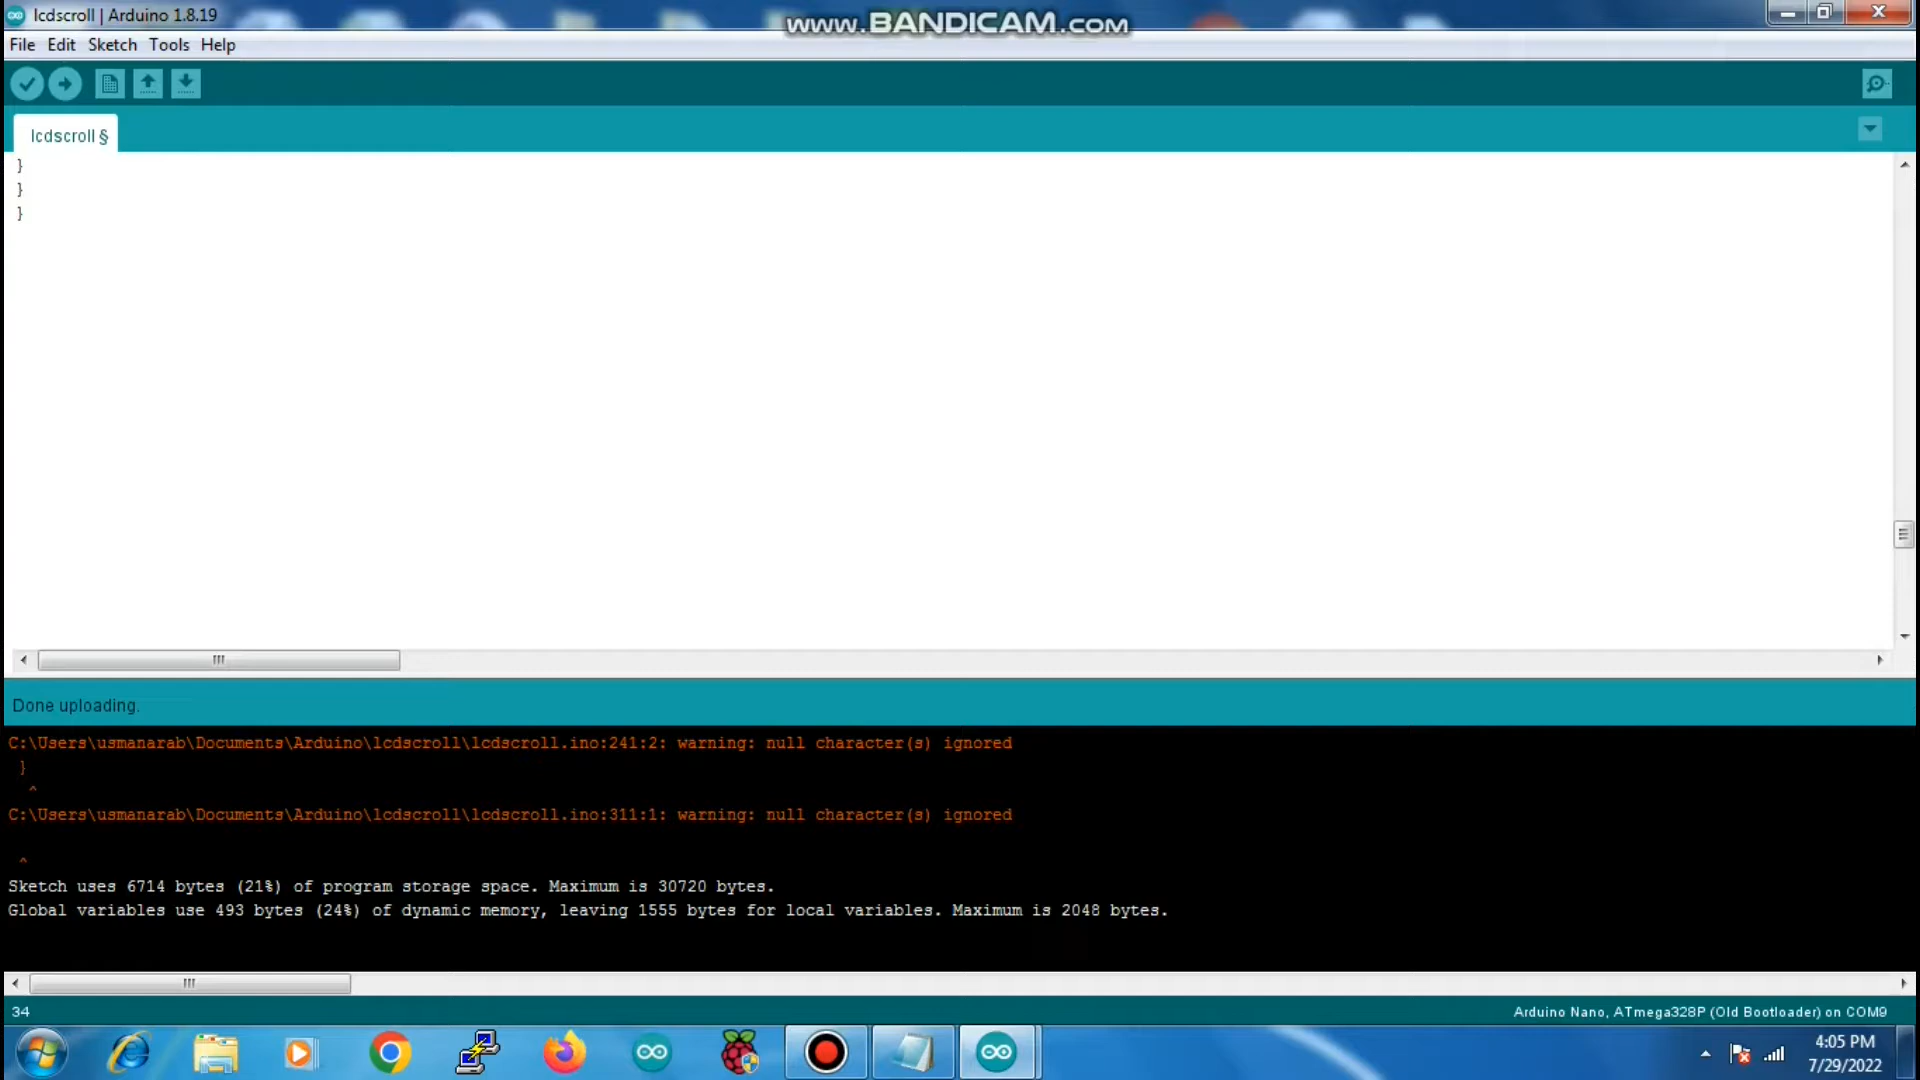 lcdscroll | Arduino 1.8.19
www.BANDICAM.com
File Edit Sketch Tools Help
lcdscroll §
}
}
}
Done uploading.
C:\Users\usmanarab\Documents\Arduino\lcdscroll\lcdscroll.ino:241:2: warning: null character(s) ignored
}
^
C:\Users\usmanarab\Documents\Arduino\lcdscroll\lcdscroll.ino:311:1: warning: null character(s) ignored
^
Sketch uses 6714 bytes (21%) of program storage space. Maximum is 30720 bytes.
Global variables use 493 bytes (24%) of dynamic memory, leaving 1555 bytes for local variables. Maximum is 2048 bytes.
34
Arduino Nano, ATmega328P (Old Bootloader) on COM9
4:05 PM
7/29/2022